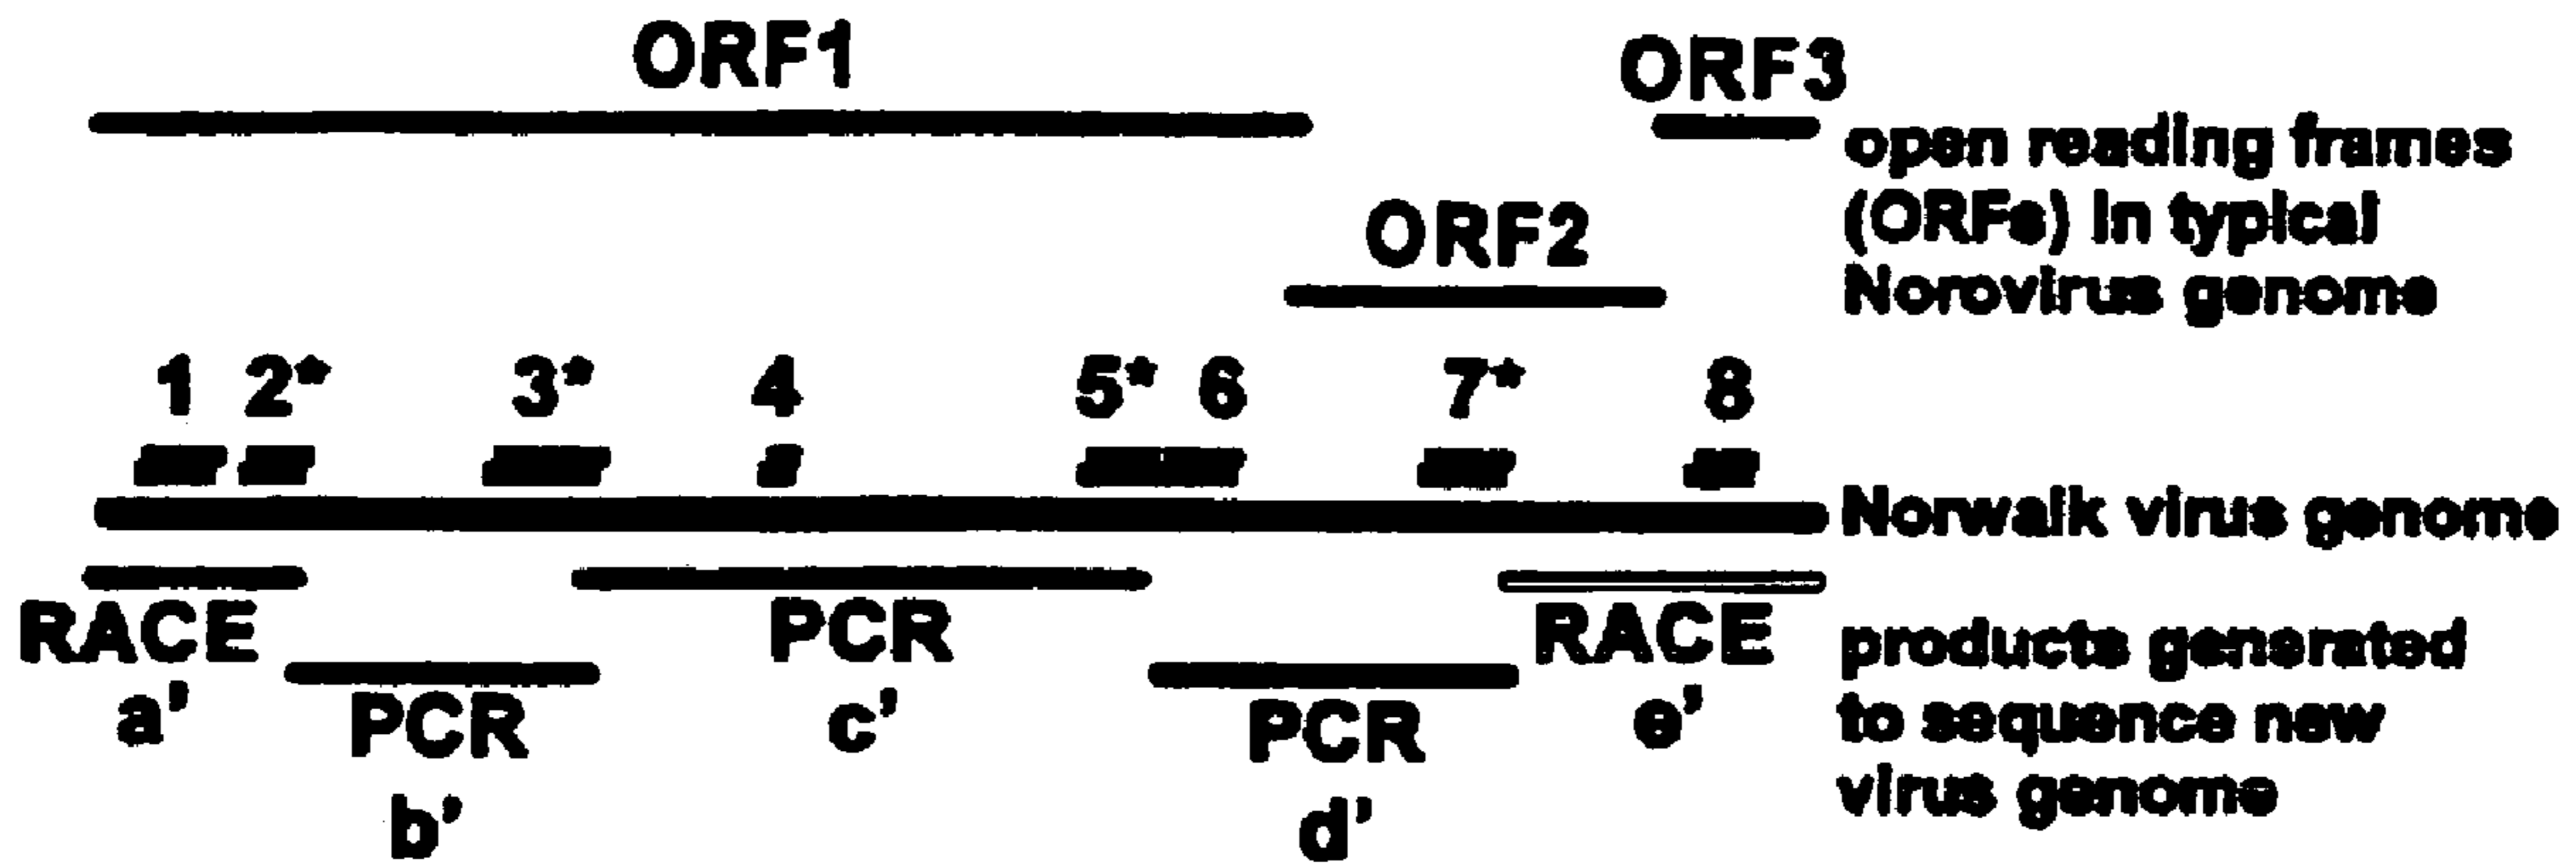 ORF1
ORF3
open reading frames
(ORFs) in typical
Norovirus genome
ORF2
1 2* 3* 4 5* 6 7* 8
Norwalk virus genome
RACE
a'
PCR
b'
PCR
c'
PCR
d'
RACE
e'
products generated
to sequence new
virus genome